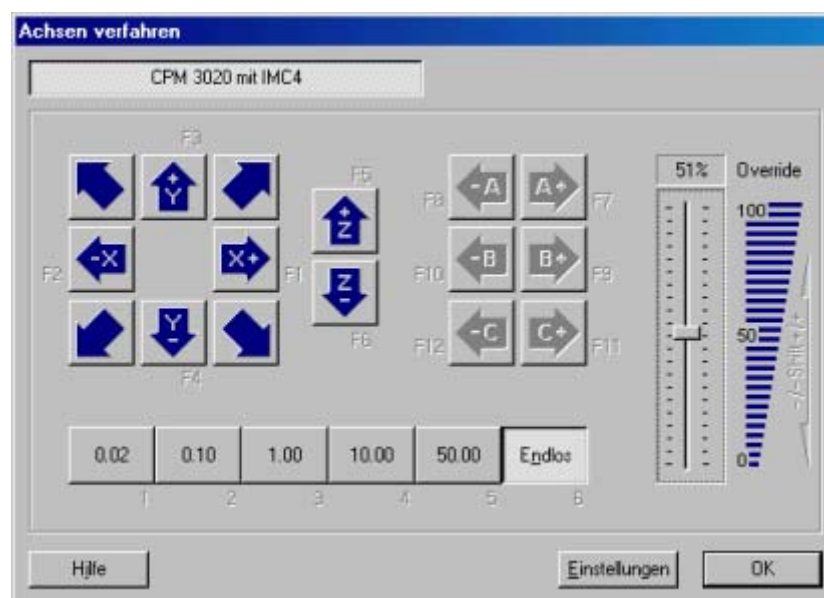 Achsen verfahren
CPM 3020 mit IMC4
F3
+
Y
F5
+
Z
F8
-A
A+
F7
51%
Override
100
F2
-X
X+
F1
Z
-
F10
-B
B+
F9
50
Y
-
F4
F6
F12
-C
C+
F11
-/-Shift+/+
0.02
0.10
1.00
10.00
50.00
Endlos
0
1
2
3
4
5
6
Hilfe
Einstellungen
OK